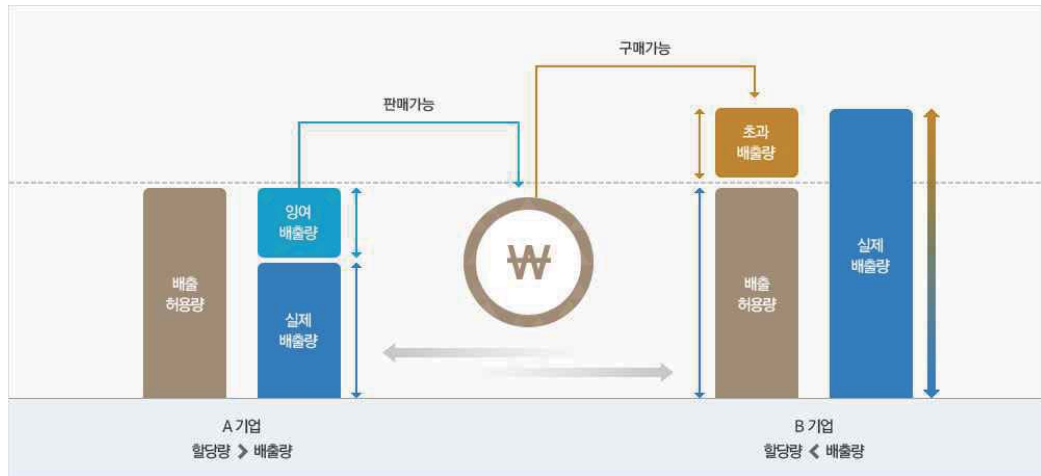 구매가능
판매가능
초과
배출량
잉여
배출량
₩
실제
배출량
배출
허용량
배출
허용량
실제
배출량
A 기업
B 기업
할당량 > 배출량
할당량 < 배출량